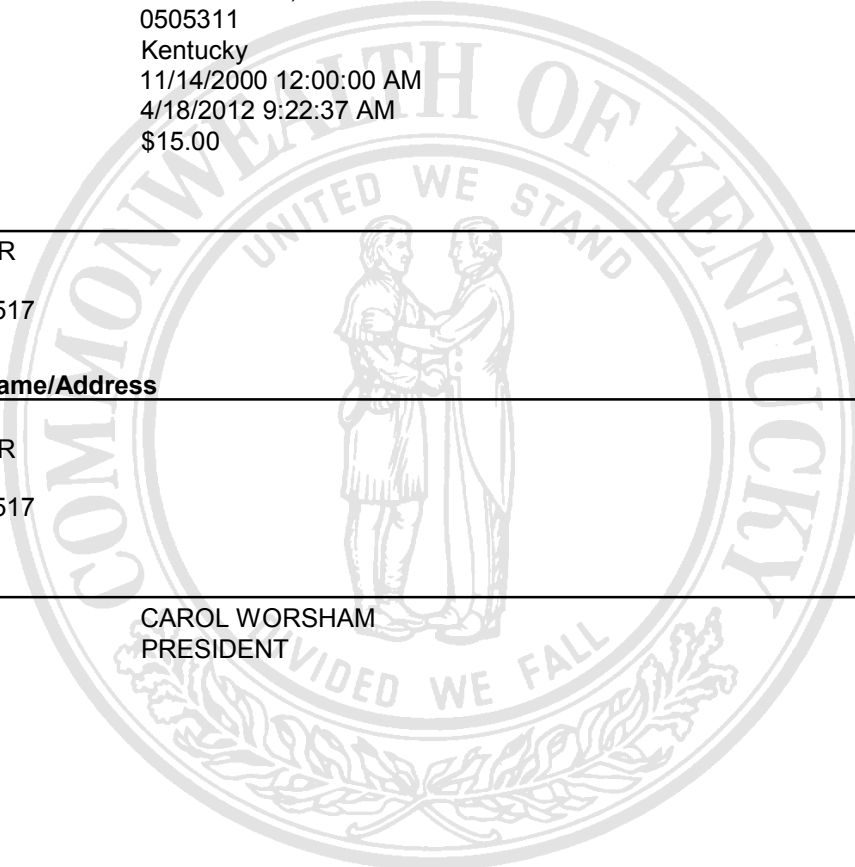 0505311
Kentucky
11/14/2000 12:00:00 AM
4/18/2012 9:22:37 AM
$15.00
R
517
ame/Address
R
517
CAROL WORSHAM
PRESIDENT
COMMONWEALTH OF KENTUCKY
UNITED WE STAND
DIVIDED WE FALL